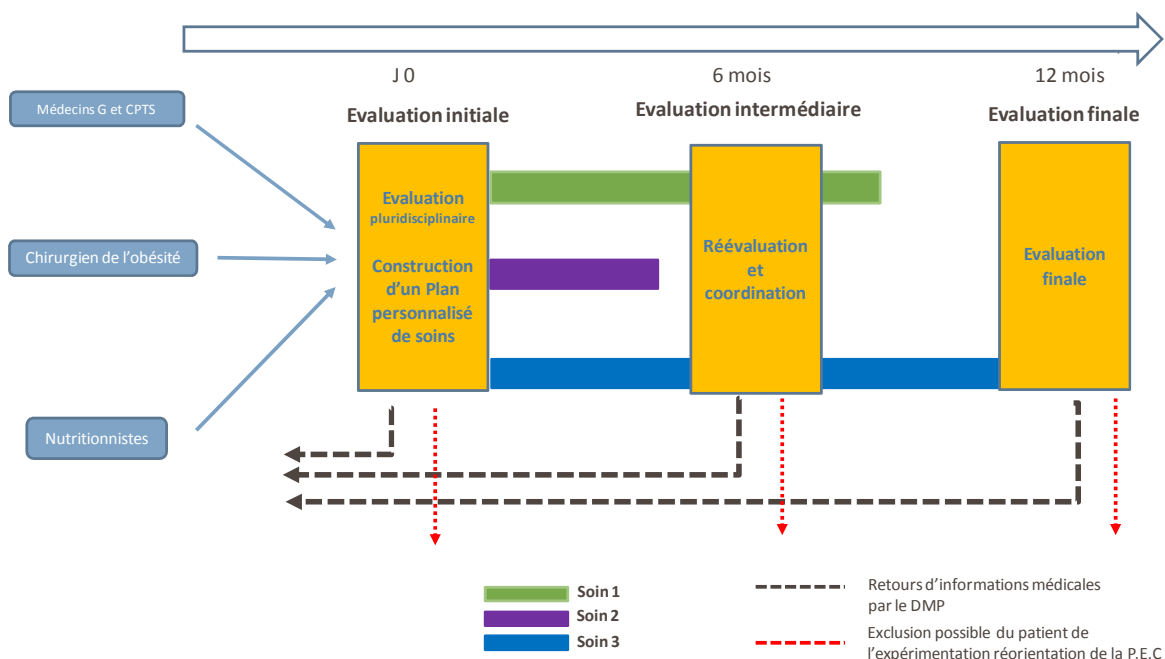 J 0
6 mois
12 mois
Médecins G et CPTS
Evaluation initiale
Evaluation intermédiaire
Evaluation finale
Evaluation
pluridisciplinaire
Construction
d’un Plan
personnalisé
de soins
Chirurgien de l’obésité
Réévaluation
et
coordination
Evaluation
finale
Nutritionnistes
Soin 1
Soin 2
Soin 3
Retours d’informations médicales
par le DMP
Exclusion possible du patient de
l’expérimentation réorientation de la P.E.C